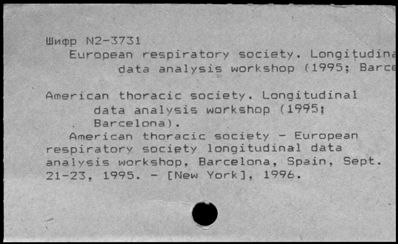 Шифр N2-3731
European respiratory society. Longitudina
data analysis workshop (1995; Barce
American thoracic society. Longitudinal
data analysis workshop (1995;
Barcelona).
American thoracic society - European
respiratory society longitudinal data
analysis workshop, Barcelona, Spain, Sept.
21-23, 1995. - [New York], 1996.